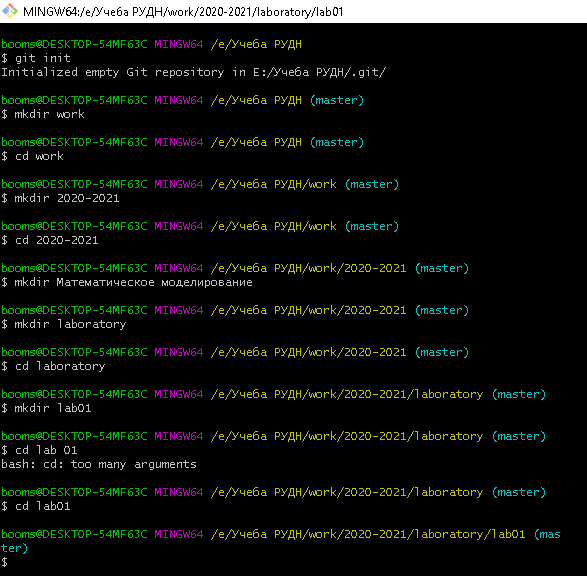 MINGW64:/e/Учеба РУДН/work/2020-2021/laboratory/lab01
booms@DESKTOP-54MF63C MINGW64 /e/Учеба РУДН
$ git init
Initialized empty Git repository in E:/Учеба РУДН/.git/
booms@DESKTOP-54MF63C MINGW64 /e/Учеба РУДН (master)
$ mkdir work
booms@DESKTOP-54MF63C MINGW64 /e/Учеба РУДН (master)
$ cd work
booms@DESKTOP-54MF63C MINGW64 /e/Учеба РУДН/work (master)
$ mkdir 2020-2021
booms@DESKTOP-54MF63C MINGW64 /e/Учеба РУДН/work (master)
$ cd 2020-2021
booms@DESKTOP-54MF63C MINGW64 /e/Учеба РУДН/work/2020-2021 (master)
$ mkdir Математическое моделирование
booms@DESKTOP-54MF63C MINGW64 /e/Учеба РУДН/work/2020-2021 (master)
$ mkdir laboratory
booms@DESKTOP-54MF63C MINGW64 /e/Учеба РУДН/work/2020-2021 (master)
$ cd laboratory
booms@DESKTOP-54MF63C MINGW64 /e/Учеба РУДН/work/2020-2021/laboratory (master)
$ mkdir lab01
booms@DESKTOP-54MF63C MINGW64 /e/Учеба РУДН/work/2020-2021/laboratory (master)
$ cd lab 01
bash: cd: too many arguments
booms@DESKTOP-54MF63C MINGW64 /e/Учеба РУДН/work/2020-2021/laboratory (master)
$ cd lab01
booms@DESKTOP-54MF63C MINGW64 /e/Учеба РУДН/work/2020-2021/laboratory/lab01 (mas
ter)
$